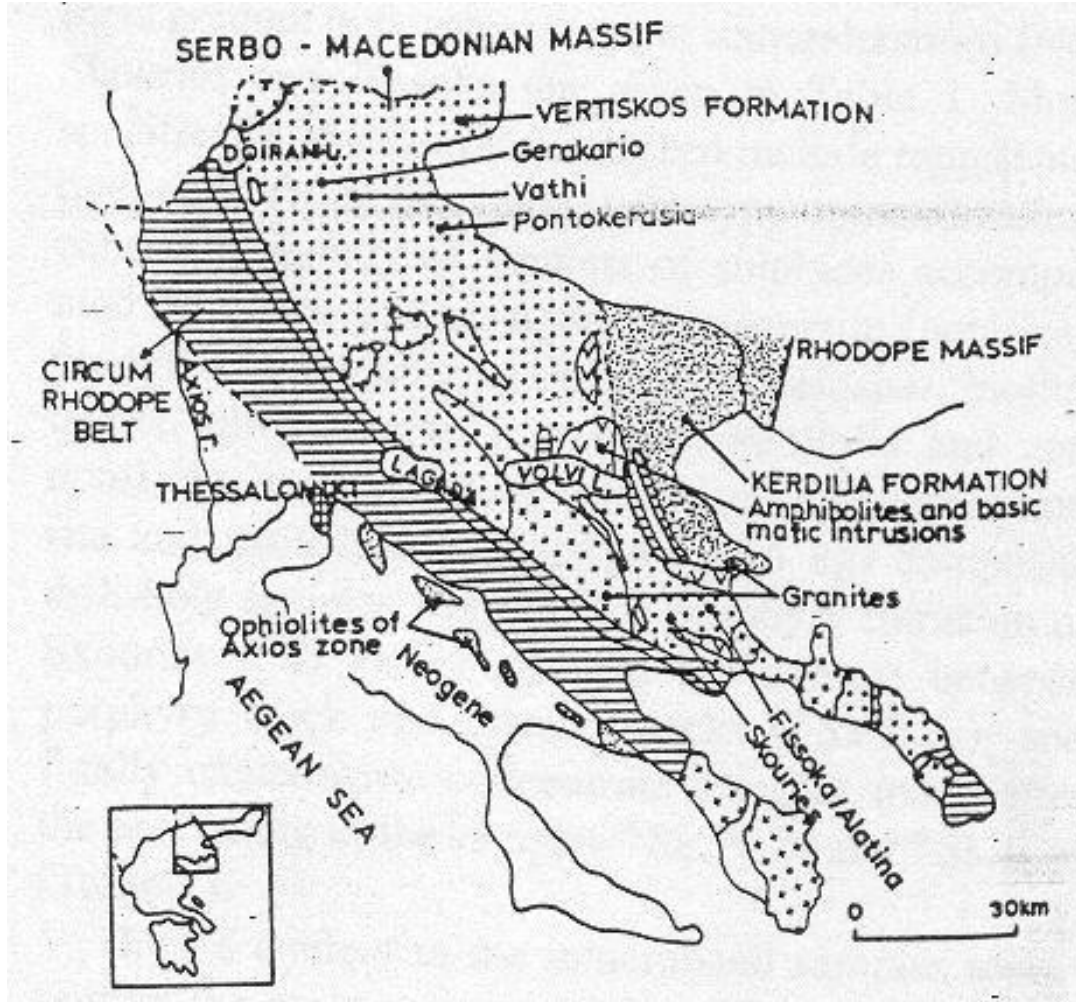 SERBO - MACEDONIAN MASSIF
VERTISKOS FORMATION
DOIRAN L.
Gerakario
Vathi
Pontokerasia
RHODOPE MASSIF
CIRCUM
RHODOPE
BELT
AXIOS Γ.
LAGADA
VOLVI L.
THESSALONIKI
KERDILIA FORMATION
Amphibolites and basic
matic intrusions
Granites
Ophiolites of
Axios zone
Neogene
AEGEAN
SEA
Fissoka/Alatina
Skouries
0 30km